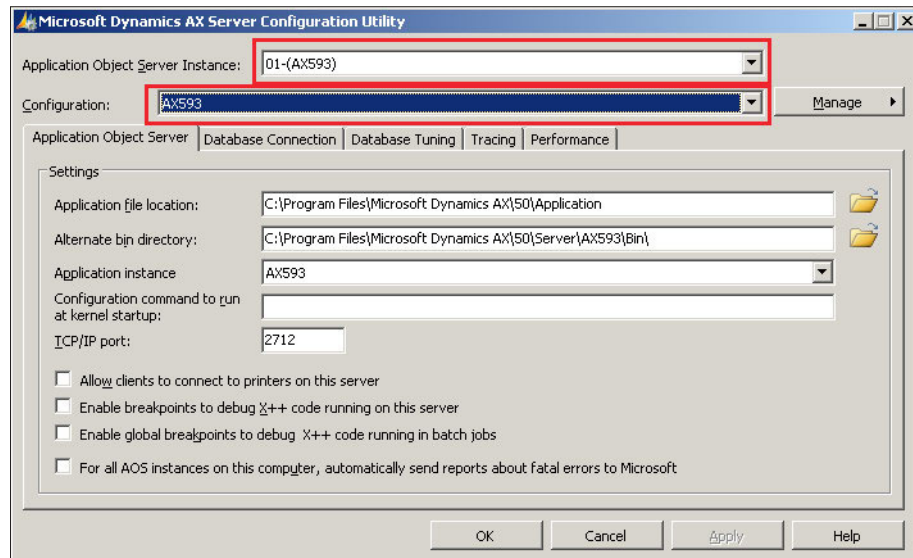 Microsoft Dynamics AX Server Configuration Utility
Application Object Server Instance: 01-(AX593)
Configuration: AX593 Manage
Application Object Server Database Connection Database Tuning Tracing Performance
Settings
Application file location: C:\Program Files\Microsoft Dynamics AX\50\Application
Alternate bin directory: C:\Program Files\Microsoft Dynamics AX\50\Server\AX593\Bin\
Application instance AX593
Configuration command to run
at kernel startup:
TCP/IP port: 2712
Allow clients to connect to printers on this server
Enable breakpoints to debug X++ code running on this server
Enable global breakpoints to debug X++ code running in batch jobs
For all AOS instances on this computer, automatically send reports about fatal errors to Microsoft
OK Cancel Apply Help